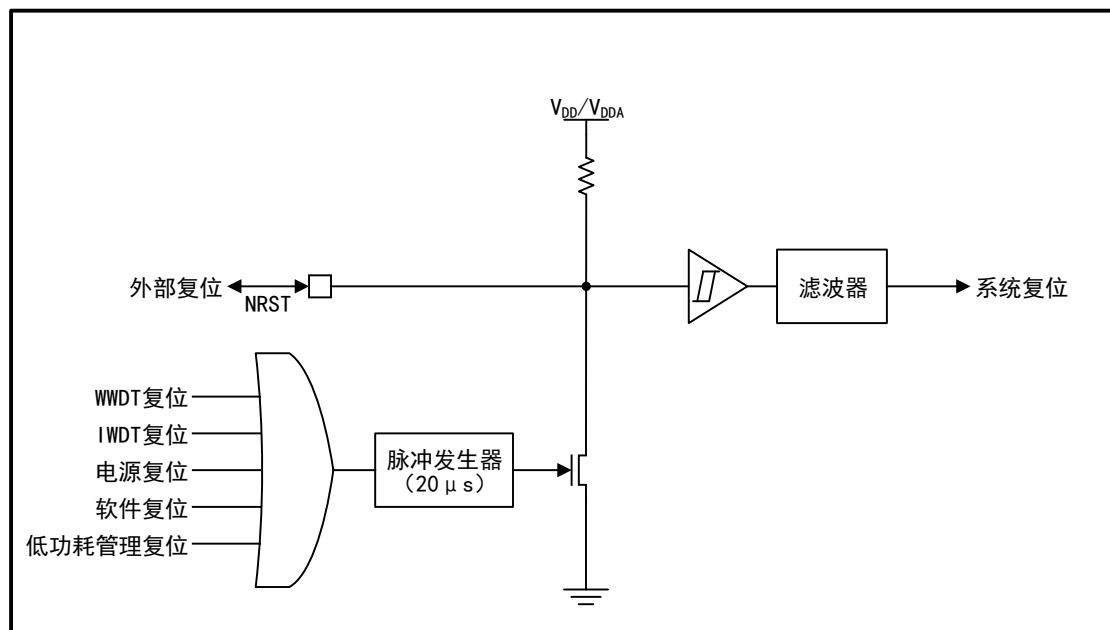 VDD/VDDA
外部复位
NRST
滤波器
系统复位
WWDT复位
IWDT复位
电源复位
软件复位
低功耗管理复位
脉冲发生器
（20μs）